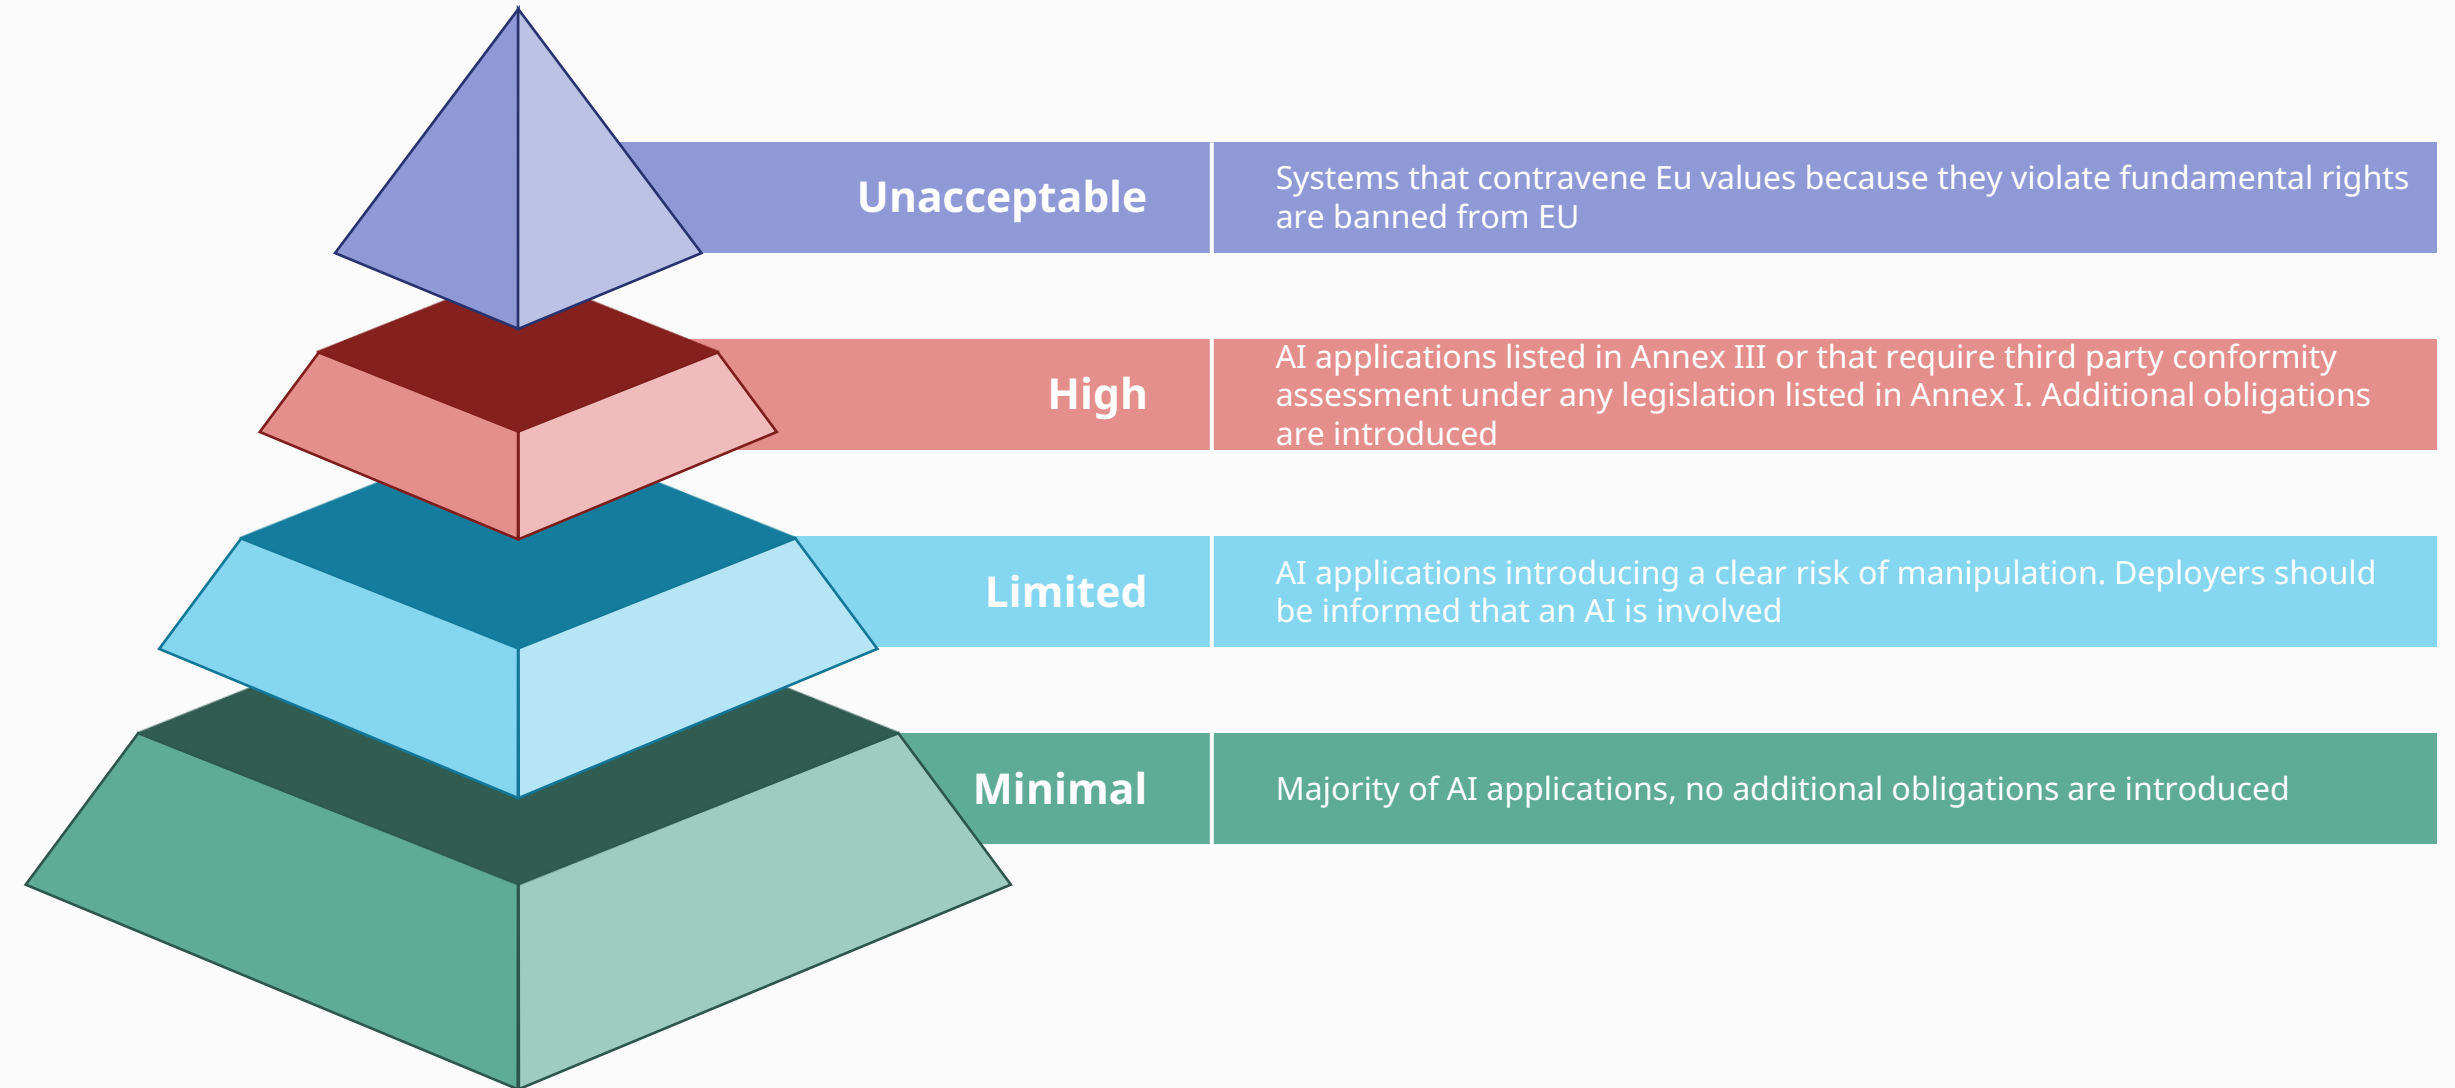 Unacceptable
Systems that contravene Eu values because they violate fundamental rights
are banned from EU
High
AI applications listed in Annex III or that require third party conformity
assessment under any legislation listed in Annex I. Additional obligations
are introduced
Limited
AI applications introducing a clear risk of manipulation. Deployers should
be informed that an AI is involved
Minimal
Majority of AI applications, no additional obligations are introduced